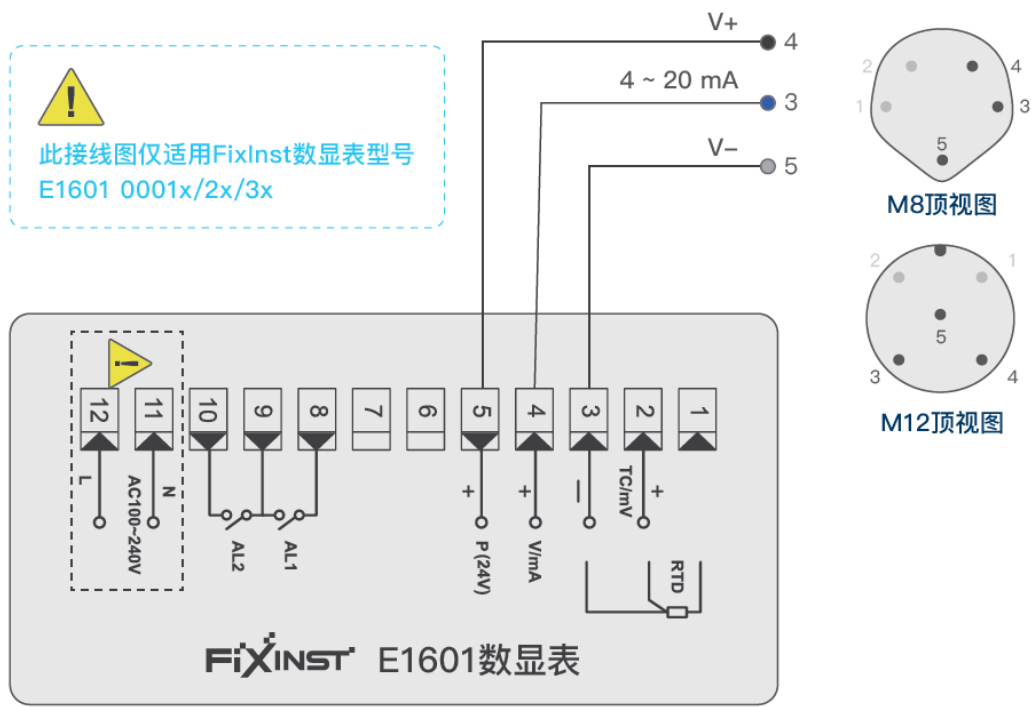 V+
4
4 ~ 20 mA
3
V−
5
!
此接线图仅适用FixInst数显表型号
E1601 0001x/2x/3x
2
4
1
3
5
M8顶视图
2
1
5
3
4
M12顶视图
!
12
11
10
9
8
7
6
5
4
3
2
1
L
AC100~240V
N
AL2
AL1
+
P(24V)
+
V/mA
—
TC/mV
+
RTD
FiXINST E1601数显表